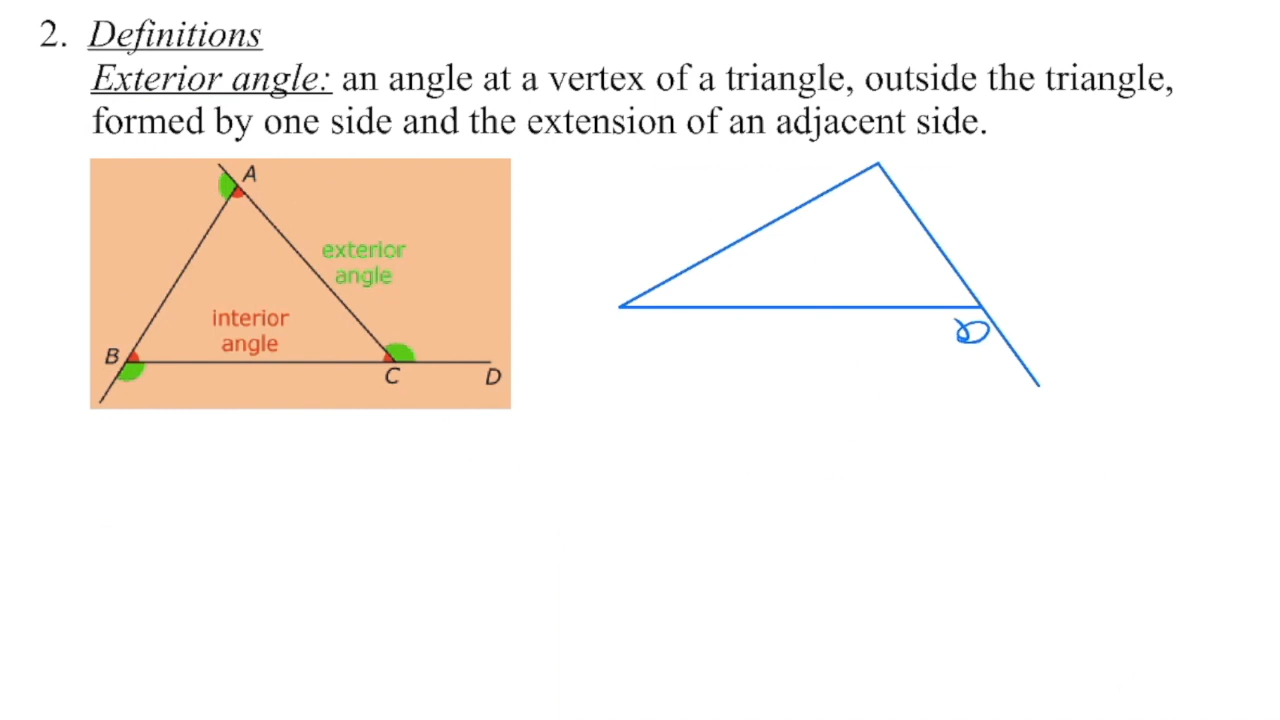 2. Definitions
Exterior angle: an angle at a vertex of a triangle, outside the triangle,
formed by one side and the extension of an adjacent side.
A
exterior
angle
interior
angle
B
C
D